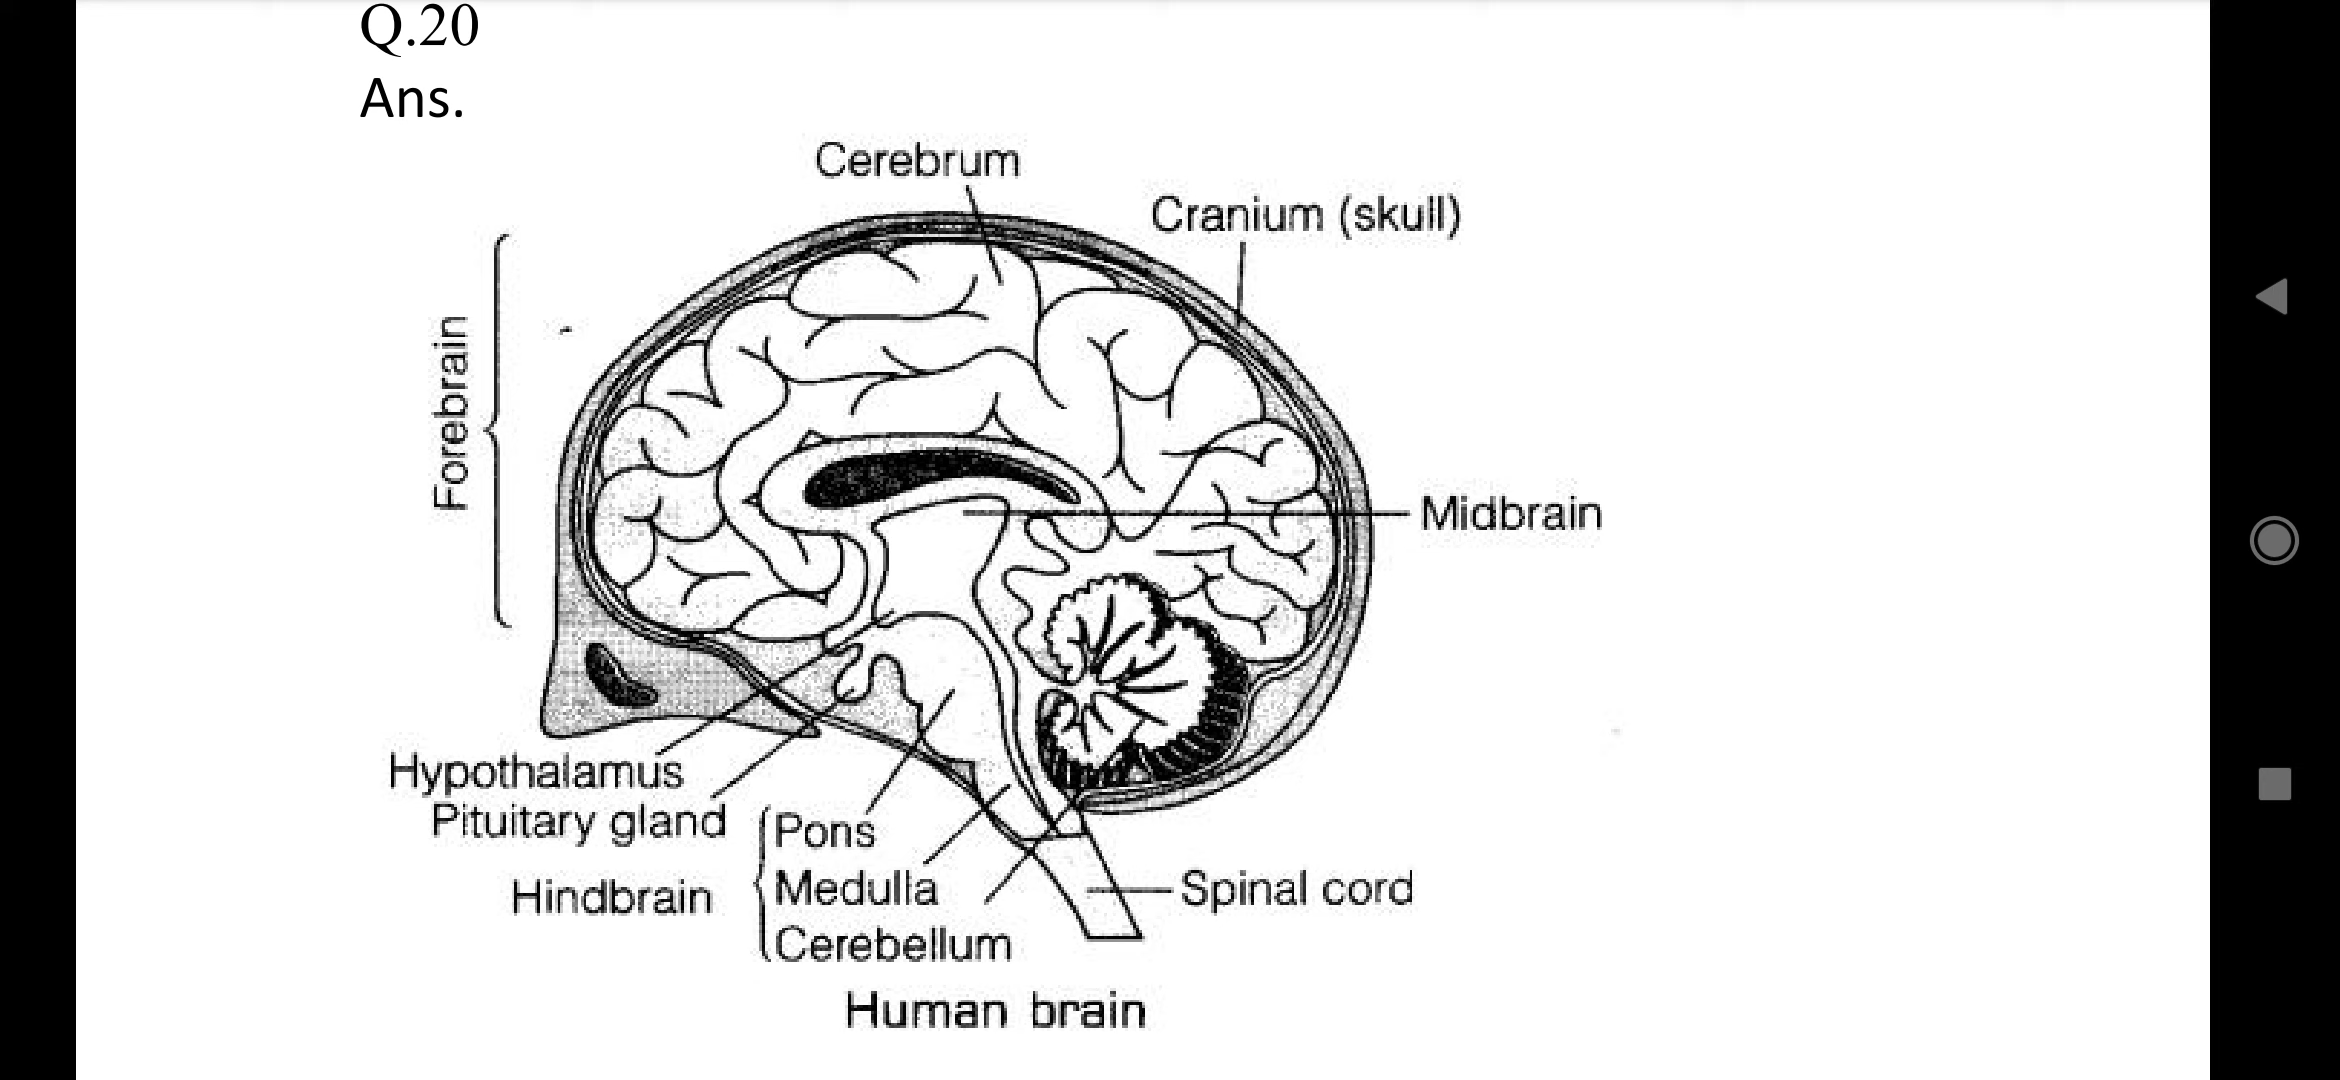 Q.20
Ans.
Cerebrum
Cranium (skull)
Forebrain
Midbrain
Hypothalamus
Pituitary gland
Pons
Hindbrain
Medulla
Cerebellum
Spinal cord
Human brain